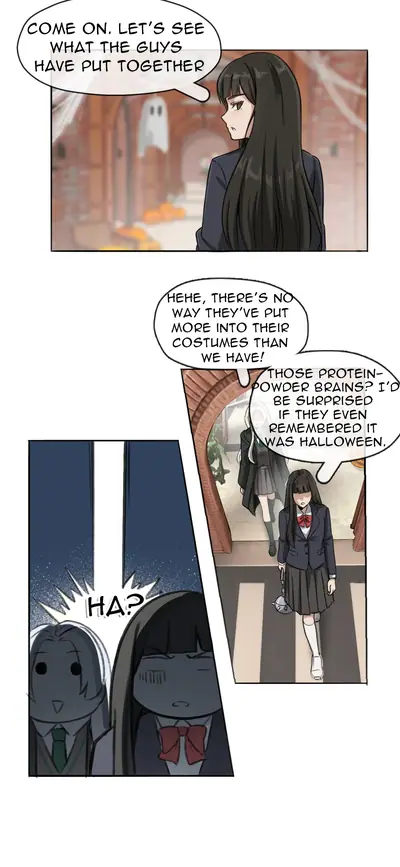 COME ON. LET'S SEE
WHAT THE GUYS
HAVE PUT TOGETHER
HEHE, THERE'S NO
WAY THEY'VE PUT
MORE INTO THEIR
COSTUMES THAN
WE HAVE!
THOSE PROTEIN-
POWDER BRAINS? I'D
BE SURPRISED
IF THEY EVEN
REMEMBERED IT
WAS HALLOWEEN.
HA?